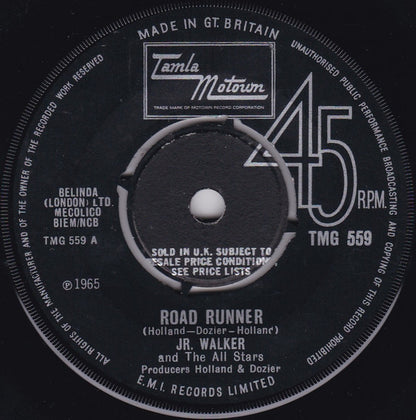 MADE IN GT. BRITAIN
UNAUTHORISED PUBLIC PERFORMANCE BROADCASTING AND COPYING OF THIS RECORD PROHIBITED
ALL RIGHTS OF THE MANUFACTURER AND OF THE OWNER OF THE RECORDED WORK RESERVED
Tamla
Motown
TRADE MARK OF MOTOWN RECORD CORPORATION
45
R.P.M.
TMG 559
BELINDA
(LONDON) LTD.
MECOLICO
BIEM/NCB
TMG 559 A
℗ 1965
SOLD IN U.K. SUBJECT TO
RESALE PRICE CONDITIONS,
SEE PRICE LISTS
ROAD RUNNER
(Holland—Dozier—Holland)
JR. WALKER
and The All Stars
Producers Holland & Dozier
E.M.I. RECORDS LIMITED